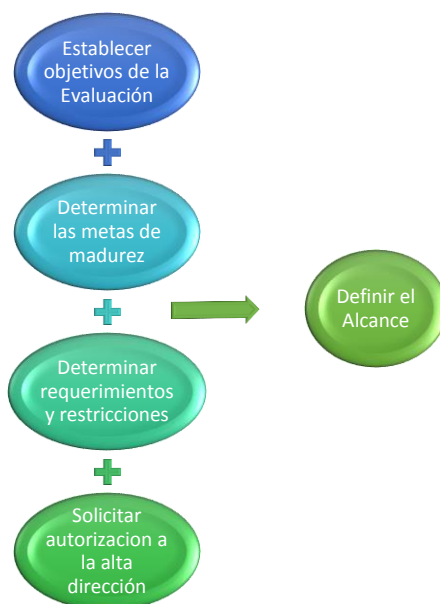 Establecer
objetivos de la
Evaluación
Determinar
las metas de
madurez
Determinar
requerimientos
y restricciones
Solicitar
autorizacion a
la alta
dirección
Definir el
Alcance